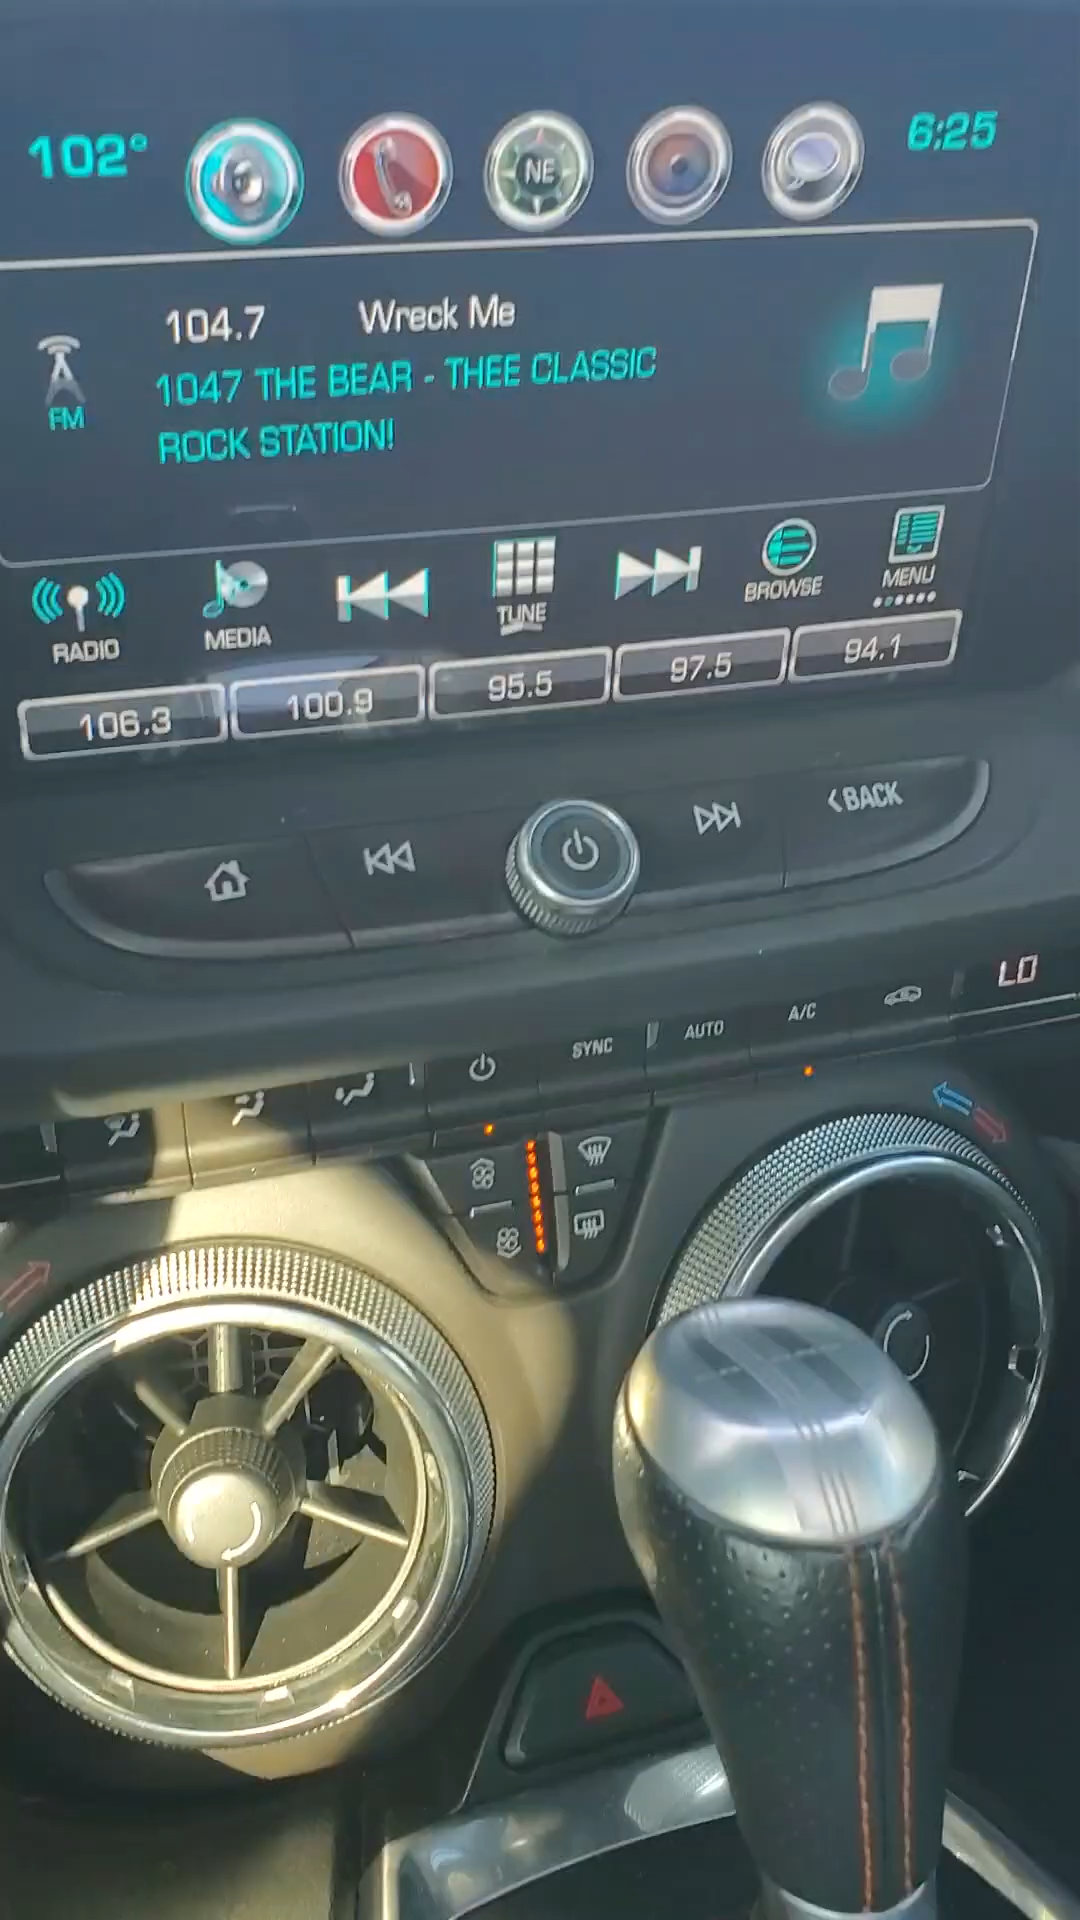 102° NE 6:25
104.7 Wreck Me
1047 THE BEAR - THEE CLASSIC
ROCK STATION!
FM
RADIO MEDIA TUNE BROWSE MENU
106.3 100.9 95.5 97.5 94.1
BACK
SYNC AUTO A/C LO